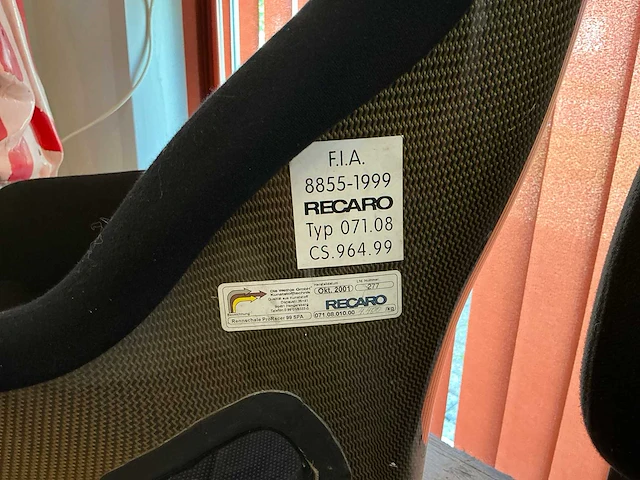 F.I.A.
8855-1999
RECARO
Typ 071.08
CS.964.99
Herstelldatum
Okt. 2001
277
RECARO
Rennschale ProRacer 99 SPA
071.08.010.00
/kg